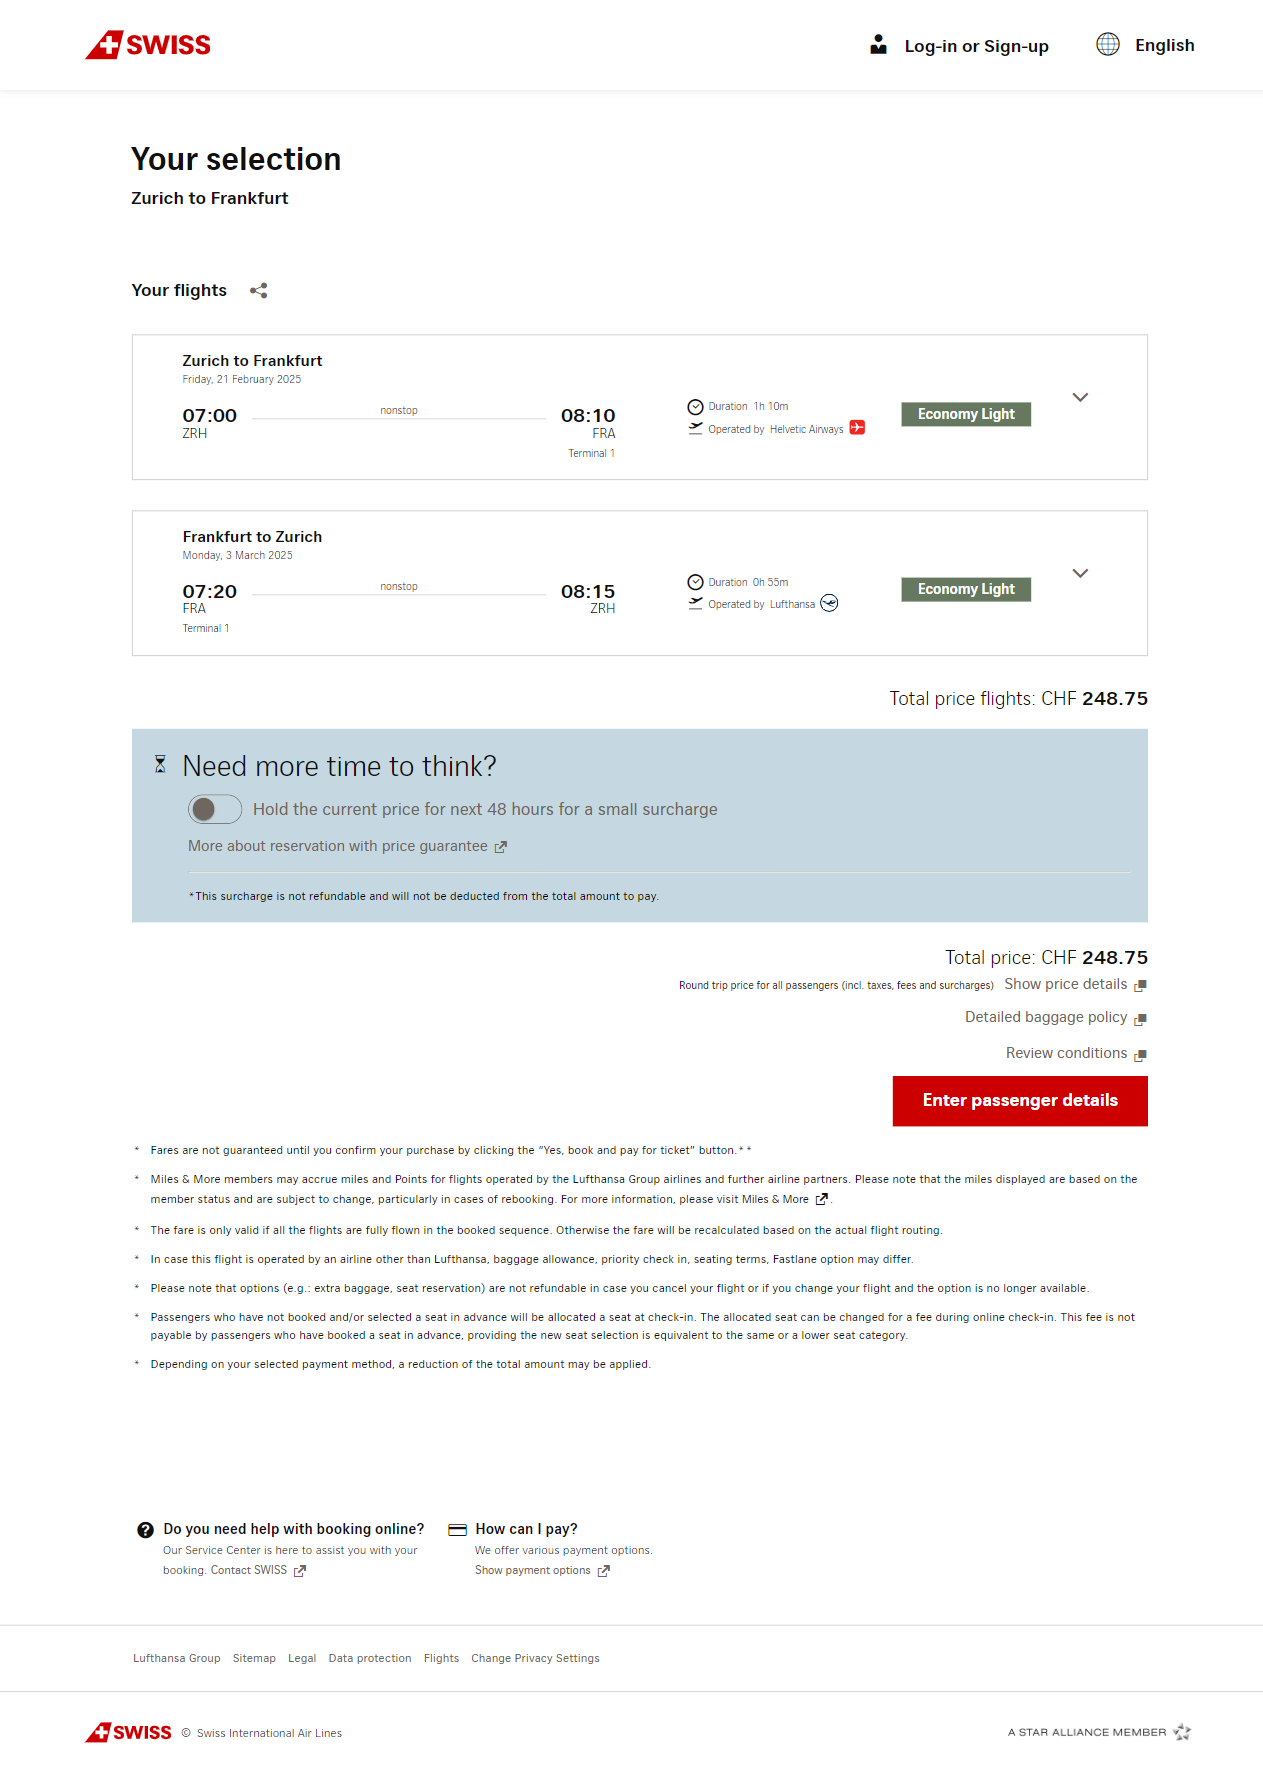 SWISS
Log-in or Sign-up
English
Your selection
Zurich to Frankfurt
Your flights
Zurich to Frankfurt
Friday, 21 February 2025
07:00
nonstop
08:10
ZRH
FRA
Terminal 1
Duration 1h 10m
Operated by Helvetic Airways
Economy Light
Frankfurt to Zurich
Monday, 3 March 2025
07:20
nonstop
08:15
FRA
ZRH
Terminal 1
Duration 0h 55m
Operated by Lufthansa
Economy Light
Total price flights: CHF 248.75
Need more time to think?
Hold the current price for next 48 hours for a small surcharge
More about reservation with price guarantee
*This surcharge is not refundable and will not be deducted from the total amount to pay.
Total price: CHF 248.75
Round trip price for all passengers (incl. taxes, fees and surcharges) Show price details
Detailed baggage policy
Review conditions
Enter passenger details
* Fares are not guaranteed until you confirm your purchase by clicking the “Yes, book and pay for ticket” button.**
* Miles & More members may accrue miles and Points for flights operated by the Lufthansa Group airlines and further airline partners. Please note that the miles displayed are based on the
member status and are subject to change, particularly in cases of rebooking. For more information, please visit Miles & More .
* The fare is only valid if all the flights are fully flown in the booked sequence. Otherwise the fare will be recalculated based on the actual flight routing.
* In case this flight is operated by an airline other than Lufthansa, baggage allowance, priority check in, seating terms, Fastlane option may differ.
* Please note that options (e.g.: extra baggage, seat reservation) are not refundable in case you cancel your flight or if you change your flight and the option is no longer available.
* Passengers who have not booked and/or selected a seat in advance will be allocated a seat at check-in. The allocated seat can be changed for a fee during online check-in. This fee is not
payable by passengers who have booked a seat in advance, providing the new seat selection is equivalent to the same or a lower seat category.
* Depending on your selected payment method, a reduction of the total amount may be applied.
Do you need help with booking online?
Our Service Center is here to assist you with your
booking. Contact SWISS
How can I pay?
We offer various payment options.
Show payment options
Lufthansa Group Sitemap Legal Data protection Flights Change Privacy Settings
SWISS © Swiss International Air Lines
A STAR ALLIANCE MEMBER